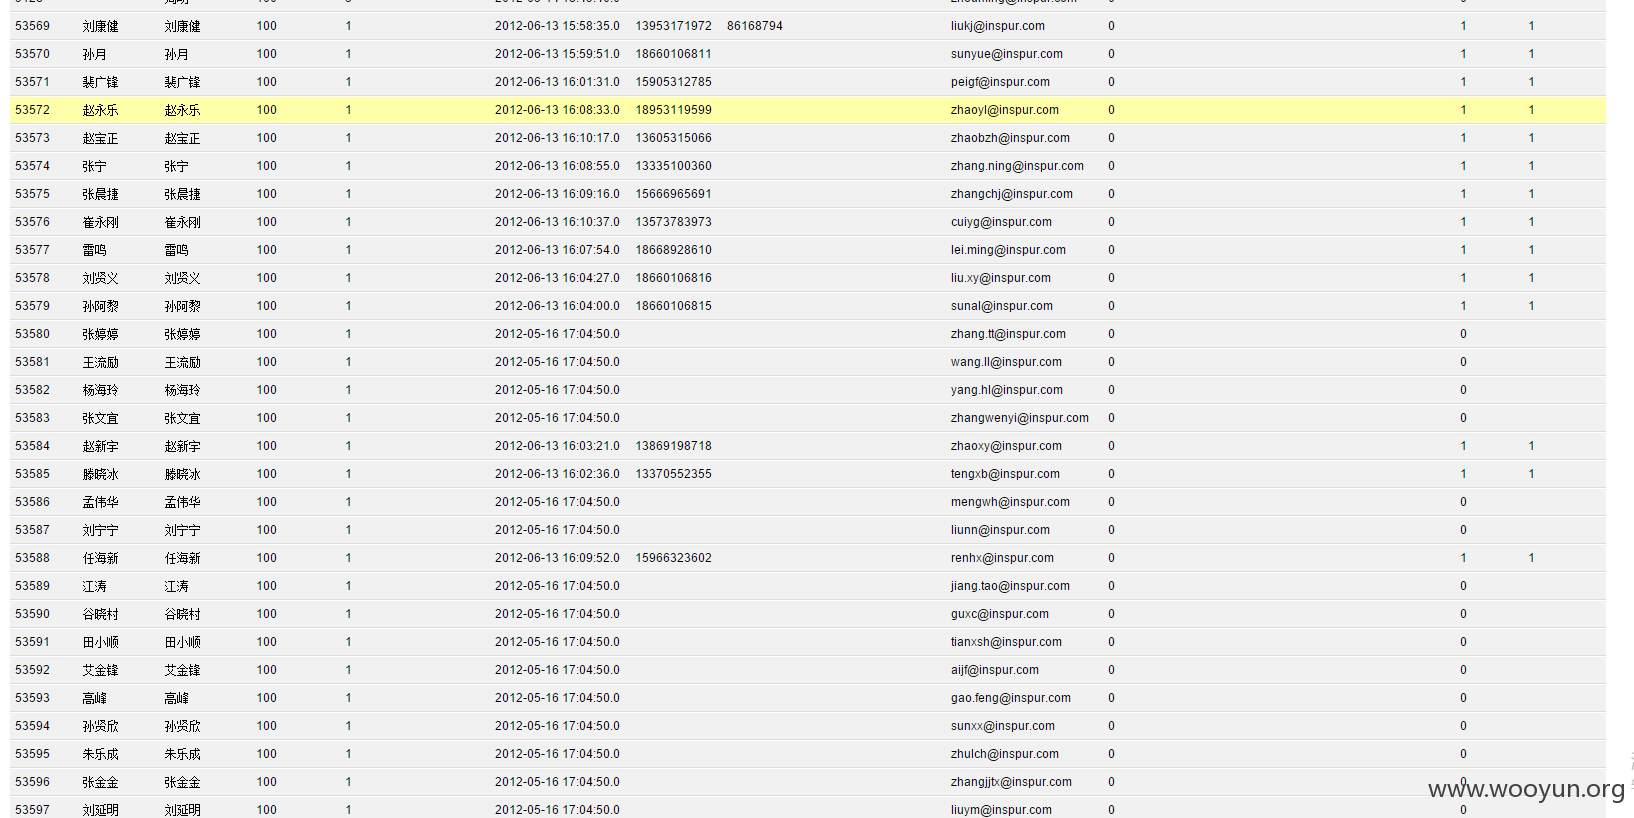 53569 刘康健 刘康健 100 1 2012-06-13 15:58:35.0 13953171972 86168794 liukj@inspur.com 0 1 1
53570 孙月 孙月 100 1 2012-06-13 15:59:51.0 18660106811 sunyue@inspur.com 0 1 1
53571 裴广锋 裴广锋 100 1 2012-06-13 16:01:31.0 15905312785 peigf@inspur.com 0 1 1
53572 赵永乐 赵永乐 100 1 2012-06-13 16:08:33.0 18953119599 zhaoyl@inspur.com 0 1 1
53573 赵宝正 赵宝正 100 1 2012-06-13 16:10:17.0 13605315066 zhaobzh@inspur.com 0 1 1
53574 张宁 张宁 100 1 2012-06-13 16:08:55.0 13335100360 zhang.ning@inspur.com 0 1 1
53575 张晨捷 张晨捷 100 1 2012-06-13 16:09:16.0 15666965691 zhangchj@inspur.com 0 1 1
53576 崔永刚 崔永刚 100 1 2012-06-13 16:10:37.0 13573783973 cuiyg@inspur.com 0 1 1
53577 雷鸣 雷鸣 100 1 2012-06-13 16:07:54.0 18668928610 lei.ming@inspur.com 0 1 1
53578 刘贤义 刘贤义 100 1 2012-06-13 16:04:27.0 18660106816 liu.xy@inspur.com 0 1 1
53579 孙阿黎 孙阿黎 100 1 2012-06-13 16:04:00.0 18660106815 sunal@inspur.com 0 1 1
53580 张婷婷 张婷婷 100 1 2012-05-16 17:04:50.0 zhang.tt@inspur.com 0 0
53581 王流励 王流励 100 1 2012-05-16 17:04:50.0 wang.ll@inspur.com 0 0
53582 杨海玲 杨海玲 100 1 2012-05-16 17:04:50.0 yang.hl@inspur.com 0 0
53583 张文宜 张文宜 100 1 2012-05-16 17:04:50.0 zhangwenyi@inspur.com 0 0
53584 赵新宇 赵新宇 100 1 2012-06-13 16:03:21.0 13869198718 zhaoxy@inspur.com 0 1 1
53585 滕晓冰 滕晓冰 100 1 2012-06-13 16:02:36.0 13370552355 tengxb@inspur.com 0 1 1
53586 孟伟华 孟伟华 100 1 2012-05-16 17:04:50.0 mengwh@inspur.com 0 0
53587 刘宁宁 刘宁宁 100 1 2012-05-16 17:04:50.0 liunn@inspur.com 0 0
53588 任海新 任海新 100 1 2012-06-13 16:09:52.0 15966323602 renhx@inspur.com 0 1 1
53589 江涛 江涛 100 1 2012-05-16 17:04:50.0 jiang.tao@inspur.com 0 0
53590 谷晓村 谷晓村 100 1 2012-05-16 17:04:50.0 guxc@inspur.com 0 0
53591 田小顺 田小顺 100 1 2012-05-16 17:04:50.0 tianxsh@inspur.com 0 0
53592 艾金锋 艾金锋 100 1 2012-05-16 17:04:50.0 aijf@inspur.com 0 0
53593 高峰 高峰 100 1 2012-05-16 17:04:50.0 gao.feng@inspur.com 0 0
53594 孙贤欣 孙贤欣 100 1 2012-05-16 17:04:50.0 sunxx@inspur.com 0 0
53595 朱乐成 朱乐成 100 1 2012-05-16 17:04:50.0 zhulch@inspur.com 0 0
53596 张金金 张金金 100 1 2012-05-16 17:04:50.0 zhangjjtx@inspur.com 0 0
www.wooyun.org
53597 刘延明 刘延明 100 1 2012-05-16 17:04:50.0 liuym@inspur.com 0 0